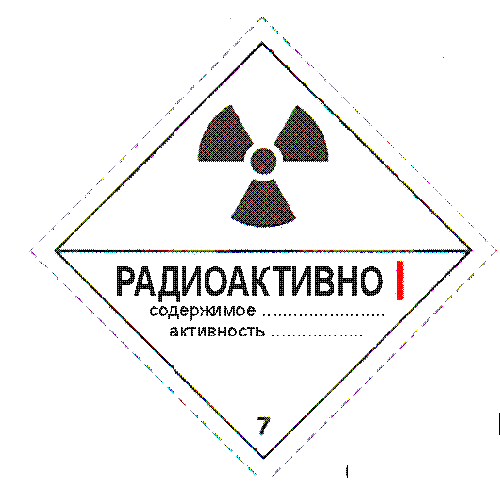 РАДИОАКТИВНО I
содержимое ........................
активность ..................
7